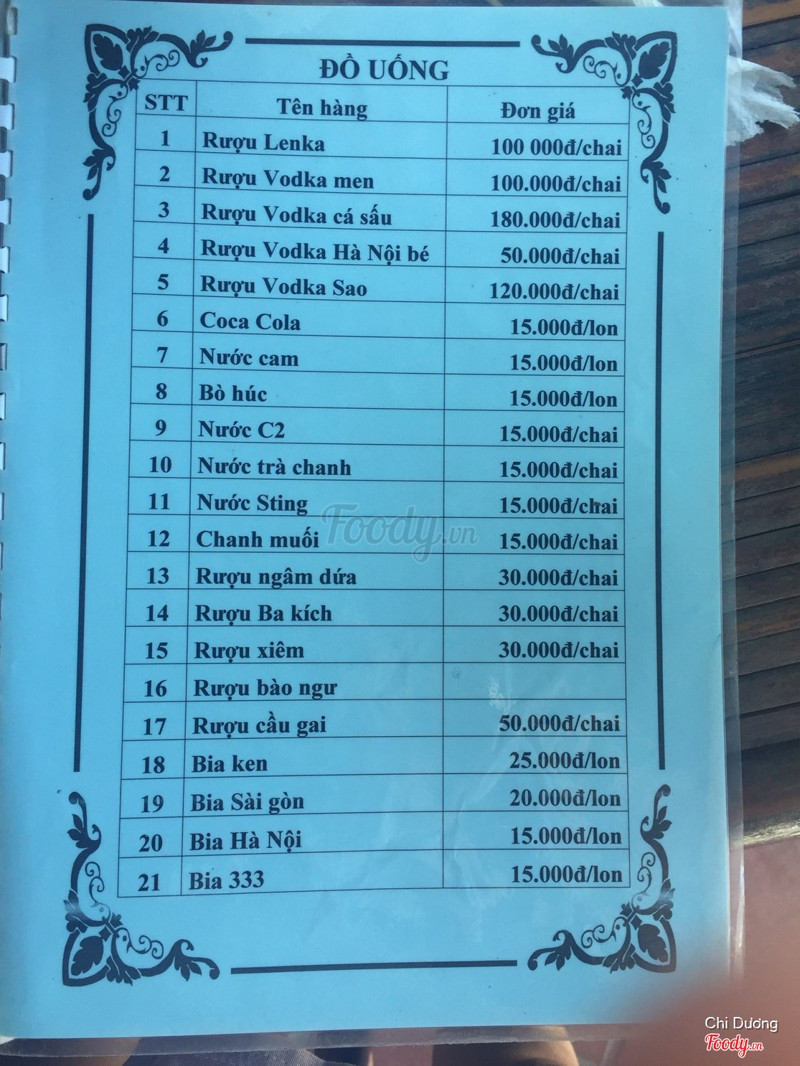 ĐỒ UỐNG
STT Tên hàng Đơn giá
1 Rượu Lenka 100 000đ/chai
2 Rượu Vodka men 100.000đ/chai
3 Rượu Vodka cá sấu 180.000đ/chai
4 Rượu Vodka Hà Nội bé 50.000đ/chai
5 Rượu Vodka Sao 120.000đ/chai
6 Coca Cola 15.000đ/lon
7 Nước cam 15.000đ/lon
8 Bò húc 15.000đ/lon
9 Nước C2 15.000đ/chai
10 Nước trà chanh 15.000đ/chai
11 Nước Sting 15.000đ/chai
12 Chanh muối 15.000đ/chai
13 Rượu ngâm dứa 30.000đ/chai
14 Rượu Ba kích 30.000đ/chai
15 Rượu xiêm 30.000đ/chai
16 Rượu bào ngư
17 Rượu cầu gai 50.000đ/chai
18 Bia ken 25.000đ/lon
19 Bia Sài gòn 20.000đ/lon
20 Bia Hà Nội 15.000đ/lon
21 Bia 333 15.000đ/lon
Foody.vn
Chi Dương
Foody.vn